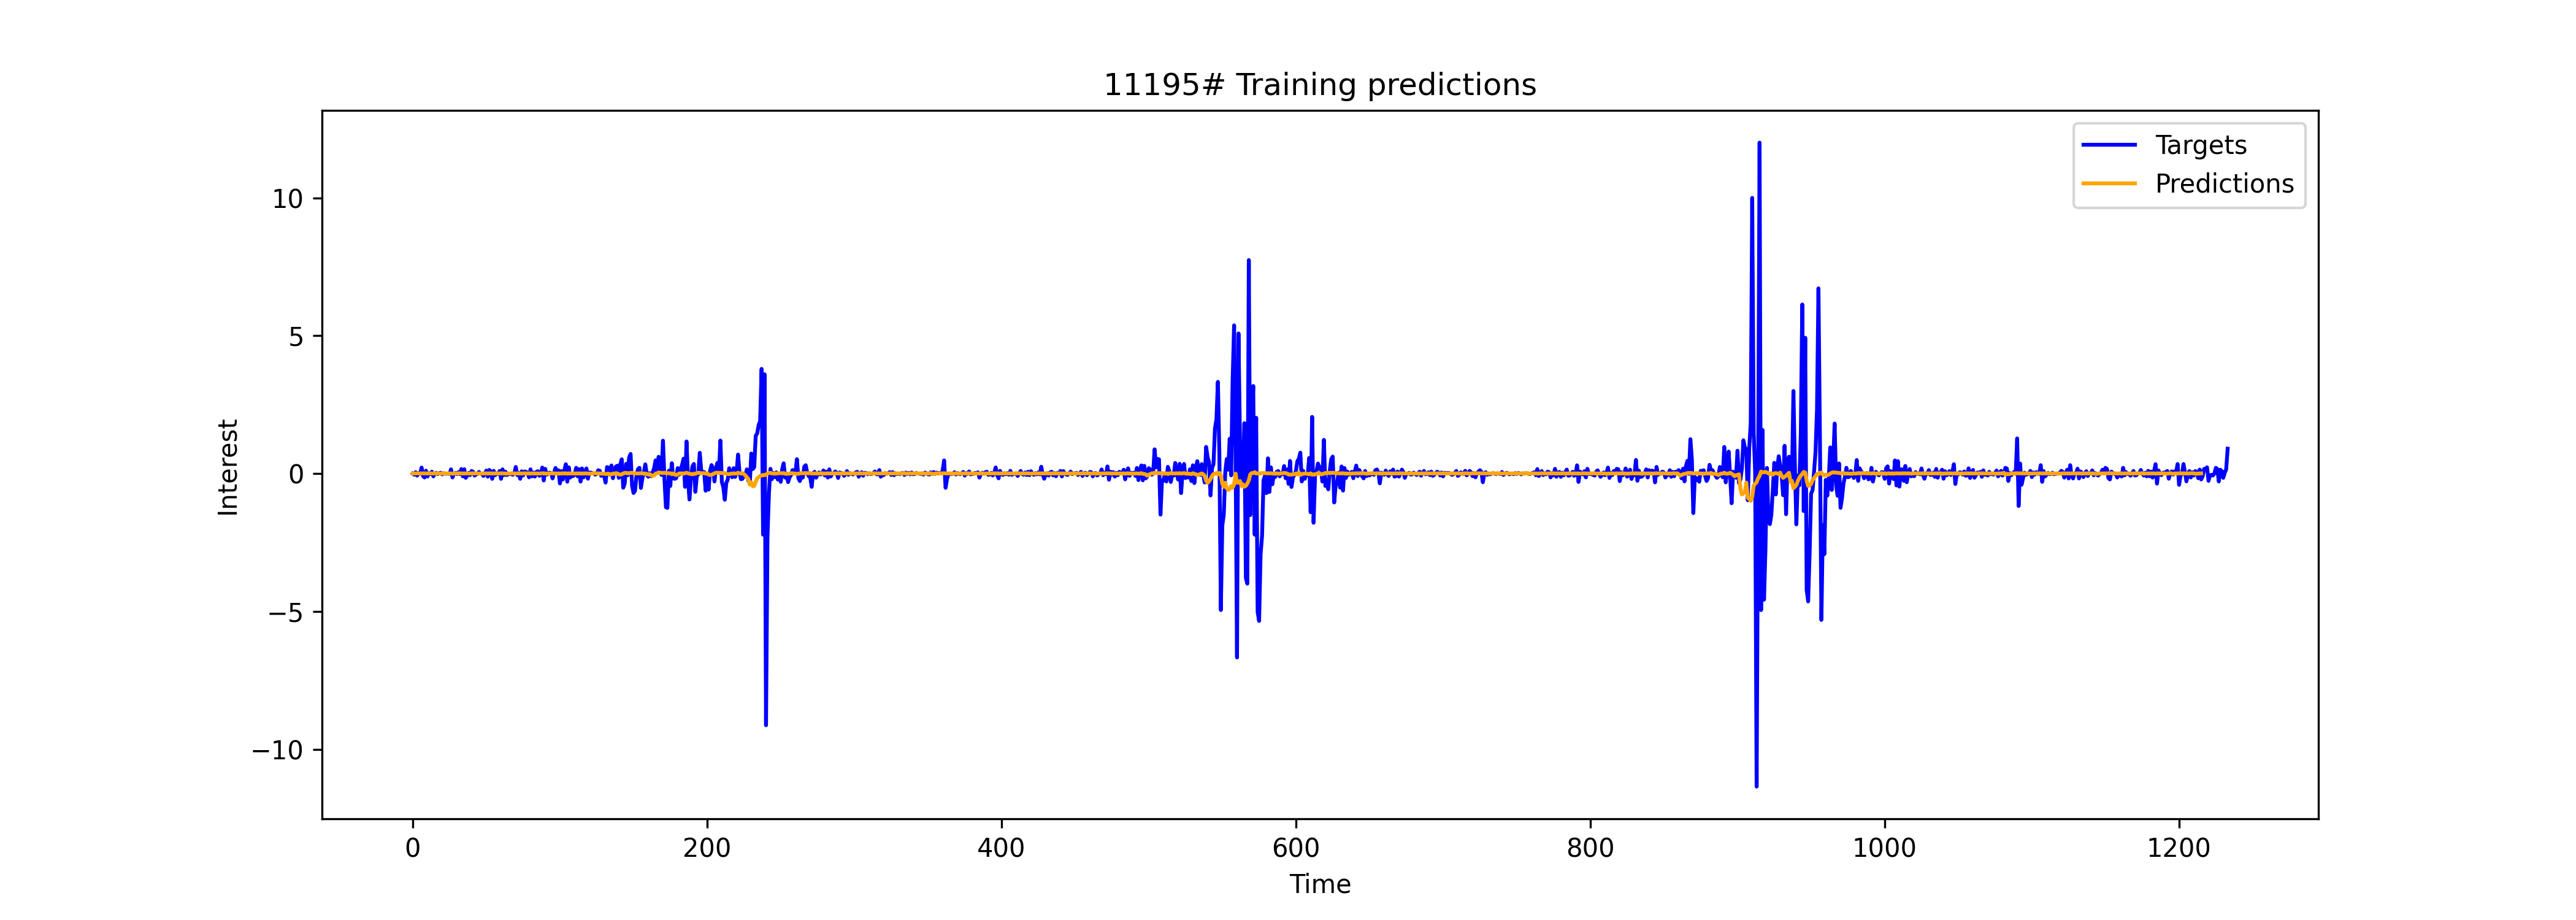 11195# Training predictions
Targets
Predictions
10
5
0
−5
−10
Interest
0
200
400
600
800
1000
1200
Time